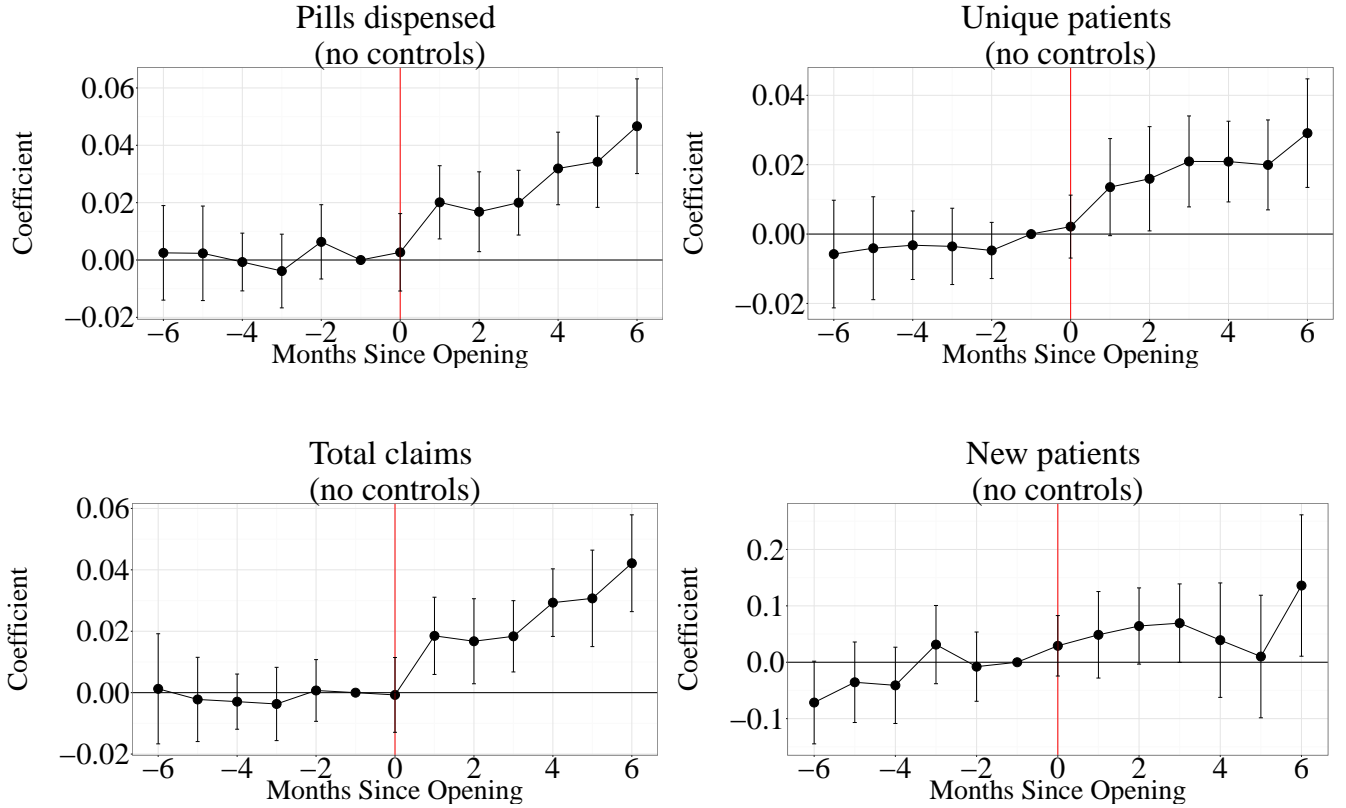 Pills dispensed
(no controls)
0.06
0.04
0.02
0.00
−0.02
Coefficient
−6 −4 −2 0 2 4 6
Months Since Opening
Unique patients
(no controls)
0.04
0.02
0.00
−0.02
Coefficient
−6 −4 −2 0 2 4 6
Months Since Opening
Total claims
(no controls)
0.06
0.04
0.02
0.00
−0.02
Coefficient
−6 −4 −2 0 2 4 6
Months Since Opening
New patients
(no controls)
0.2
0.1
0.0
−0.1
Coefficient
−6 −4 −2 0 2 4 6
Months Since Opening